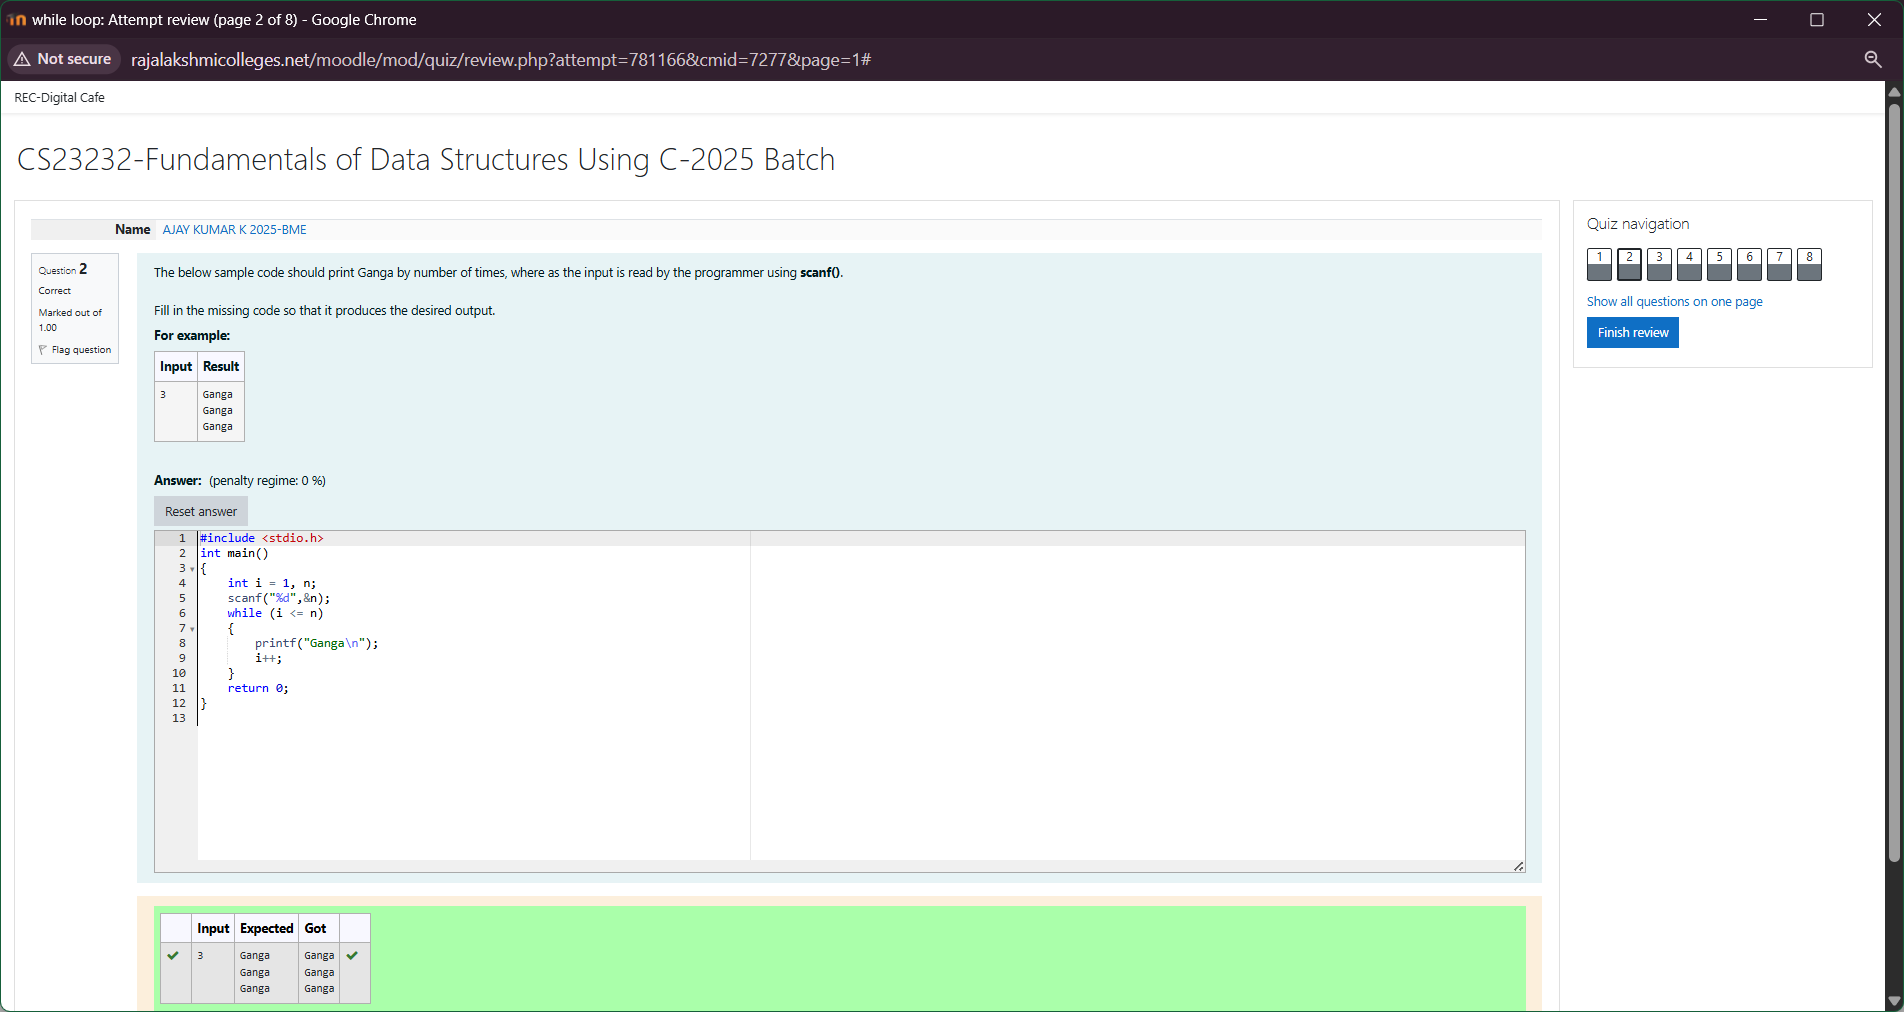 while loop: Attempt review (page 2 of 8) - Google Chrome
Not secure
rajalakshmicolleges.net/moodle/mod/quiz/review.php?attempt=781166&cmid=7277&page=1#
REC-Digital Cafe
CS23232-Fundamentals of Data Structures Using C-2025 Batch
Name AJAY KUMAR K 2025-BME
Question 2
Correct
Marked out of
1.00
Flag question
The below sample code should print Ganga by number of times, where as the input is read by the programmer using scanf().
Fill in the missing code so that it produces the desired output.
For example:
Input Result
3 Ganga
Ganga
Ganga
Answer: (penalty regime: 0 %)
Reset answer
1 #include <stdio.h>
2 int main()
3 {
4 int i = 1, n;
5 scanf("%d",&n);
6 while (i <= n)
7 {
8 printf("Ganga\n");
9 i++;
10 }
11 return 0;
12 }
13
Input Expected Got
3 Ganga Ganga
Ganga Ganga
Ganga Ganga
Quiz navigation
1 2 3 4 5 6 7 8
Show all questions on one page
Finish review